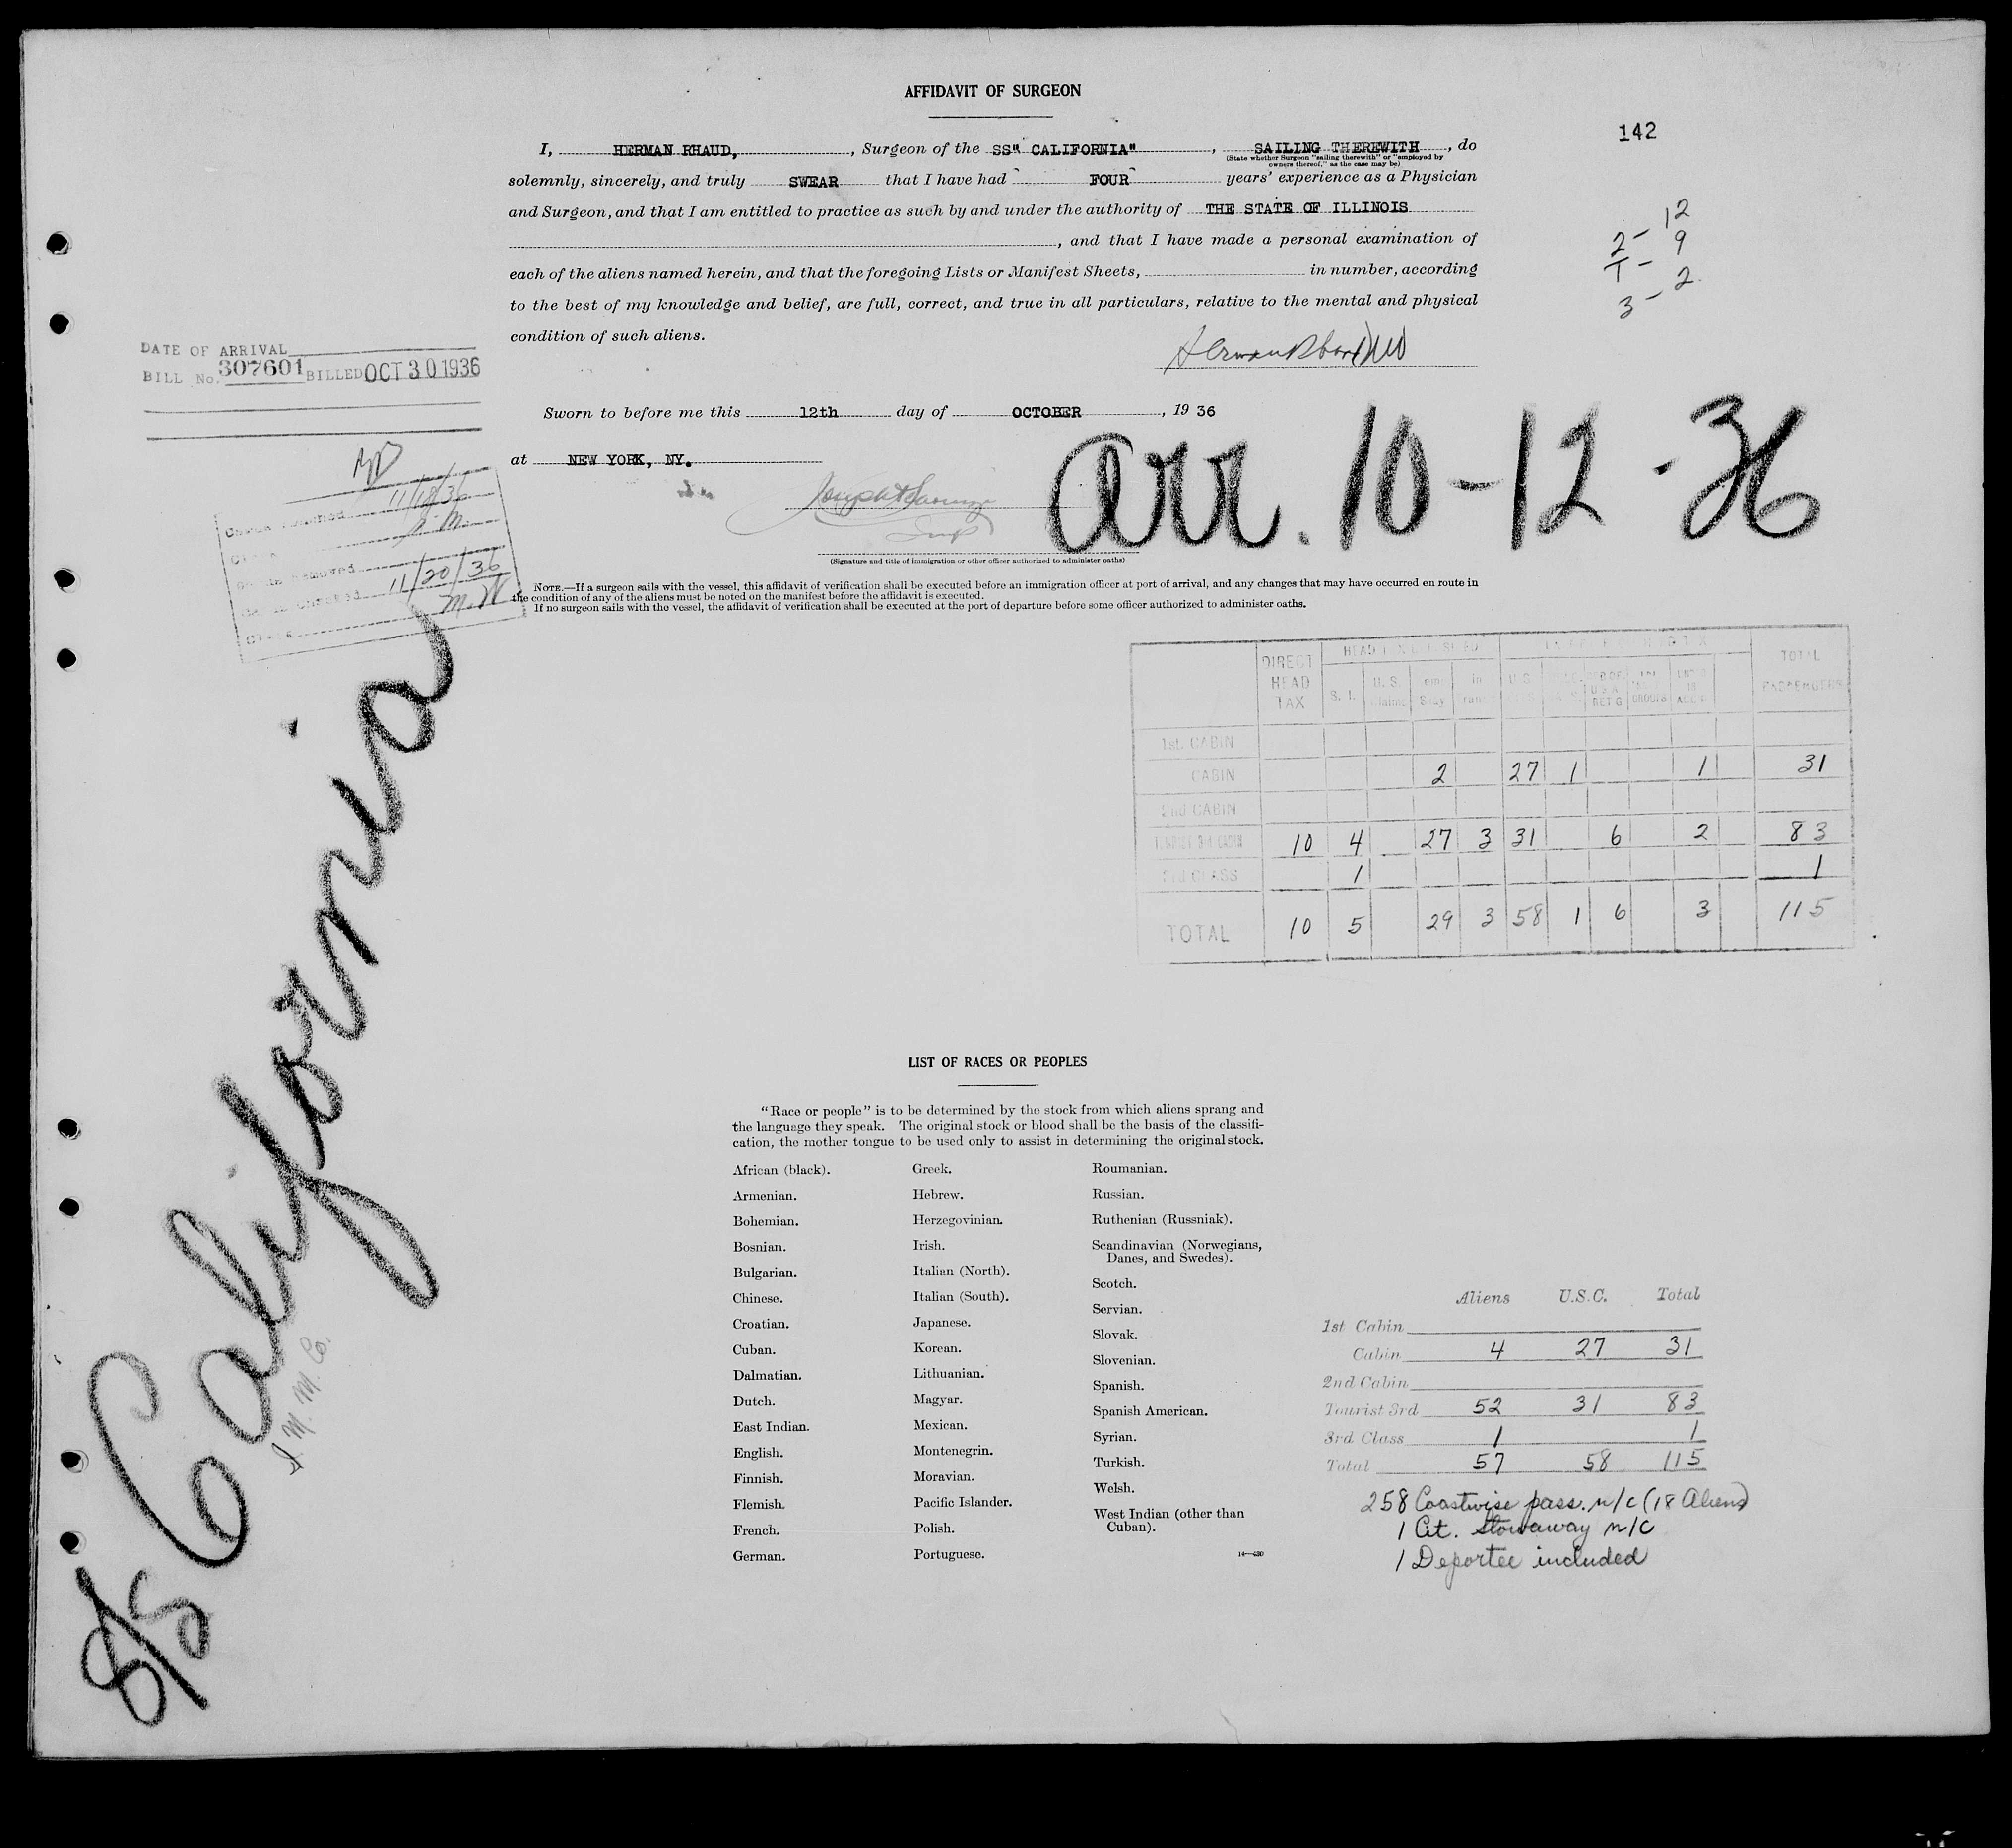 AFFIDAVIT OF SURGEON
142
I, HERMAN RHAUD, , Surgeon of the SS" CALIFORNIA" , SAILING THEREWITH , do
(State whether Surgeon "sailing therewith" or "employed by
owners thereof," as the case may be)
solemnly, sincerely, and truly SWEAR that I have had FOUR years' experience as a Physician
and Surgeon, and that I am entitled to practice as such by and under the authority of THE STATE OF ILLINOIS
, and that I have made a personal examination of
each of the aliens named herein, and that the foregoing Lists or Manifest Sheets, in number, according
to the best of my knowledge and belief, are full, correct, and true in all particulars, relative to the mental and physical
condition of such aliens.
12
2 - 9
T - 2
3 -
DATE OF ARRIVAL
BILL No. 307601 BILLED OCT 30 1936
Sworn to before me this 12th day of OCTOBER , 19 36
at NEW YORK, NY.
arr. 10-12-36
11/18/36
11/20/36
(Signature and title of immigration or other officer authorized to administer oaths)
NOTE.—If a surgeon sails with the vessel, this affidavit of verification shall be executed before an immigration officer at port of arrival, and any changes that may have occurred en route in
the condition of any of the aliens must be noted on the manifest before the affidavit is executed.
If no surgeon sails with the vessel, the affidavit of verification shall be executed at the port of departure before some officer authorized to administer oaths.
DIRECT HEAD TAX S. I. U. S. TOTAL PASSENGERS
1st. CABIN
CABIN 2 27 1 1 31
2nd CABIN
TOURIST 3rd CABIN 10 4 27 3 31 6 2 83
3rd CLASS 1 1
TOTAL 10 5 29 3 58 1 6 3 115
S/S California
I. M. M. Co.
LIST OF RACES OR PEOPLES
"Race or people" is to be determined by the stock from which aliens sprang and
the language they speak. The original stock or blood shall be the basis of the classifi-
cation, the mother tongue to be used only to assist in determining the original stock.
African (black).
Armenian.
Bohemian.
Bosnian.
Bulgarian.
Chinese.
Croatian.
Cuban.
Dalmatian.
Dutch.
East Indian.
English.
Finnish.
Flemish.
French.
German.
Greek.
Hebrew.
Herzegovinian.
Irish.
Italian (North).
Italian (South).
Japanese.
Korean.
Lithuanian.
Magyar.
Mexican.
Montenegrin.
Moravian.
Pacific Islander.
Polish.
Portuguese.
Roumanian.
Russian.
Ruthenian (Russniak).
Scandinavian (Norwegians,
Danes, and Swedes).
Scotch.
Servian.
Slovak.
Slovenian.
Spanish.
Spanish American.
Syrian.
Turkish.
Welsh.
West Indian (other than
Cuban).
Aliens U.S.C. Total
1st Cabin
Cabin 4 27 31
2nd Cabin
Tourist 3rd 52 31 83
3rd Class 1 1
Total 57 58 115
258 Coastwise pass. n/c (18 Aliens)
1 Cit. Stowaway n/c
1 Deportee included